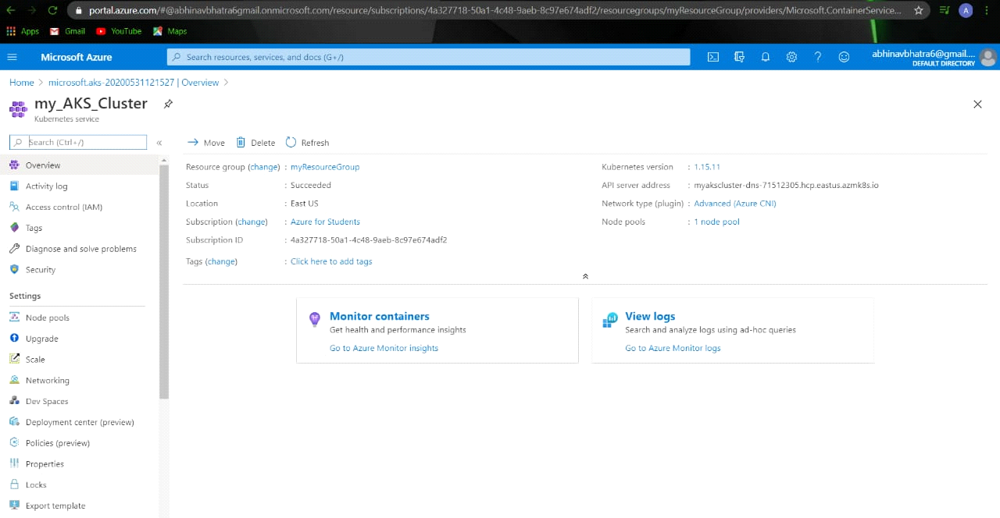 portal.azure.com/#@abhinavbhatra6gmail.onmicrosoft.com/resource/subscriptions/4a327718-50a1-4c48-9aeb-8c97e674adf2/resourcegroups/myResourceGroup/providers/Microsoft.ContainerService... A
Apps Gmail YouTube Maps
Microsoft Azure Search resources, services, and docs (G+/) abhinavbhatra6@gmail....
DEFAULT DIRECTORY
Home > microsoft.aks-20200531121527 | Overview >
my_AKS_Cluster
Kubernetes service
Search (Ctrl+/) «
Overview
Activity log
Access control (IAM)
Tags
Diagnose and solve problems
Security
Settings
Node pools
Upgrade
Scale
Networking
Dev Spaces
Deployment center (preview)
Policies (preview)
Properties
Locks
Export template
Move Delete Refresh
Resource group (change) : myResourceGroup
Status : Succeeded
Location : East US
Subscription (change) : Azure for Students
Subscription ID : 4a327718-50a1-4c48-9aeb-8c97e674adf2
Tags (change) : Click here to add tags
Kubernetes version : 1.15.11
API server address : myakscluster-dns-71512305.hcp.eastus.azmk8s.io
Network type (plugin) : Advanced (Azure CNI)
Node pools : 1 node pool
Monitor containers
Get health and performance insights
Go to Azure Monitor insights
View logs
Search and analyze logs using ad-hoc queries
Go to Azure Monitor logs